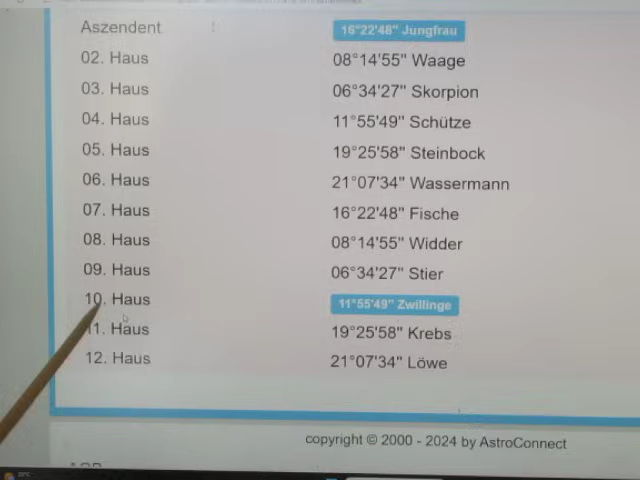 Aszendent 16°22'48" Jungfrau
02. Haus 08°14'55" Waage
03. Haus 06°34'27" Skorpion
04. Haus 11°55'49" Schütze
05. Haus 19°25'58" Steinbock
06. Haus 21°07'34" Wassermann
07. Haus 16°22'48" Fische
08. Haus 08°14'55" Widder
09. Haus 06°34'27" Stier
10. Haus 11°55'49" Zwillinge
11. Haus 19°25'58" Krebs
12. Haus 21°07'34" Löwe
copyright © 2000 - 2024 by AstroConnect